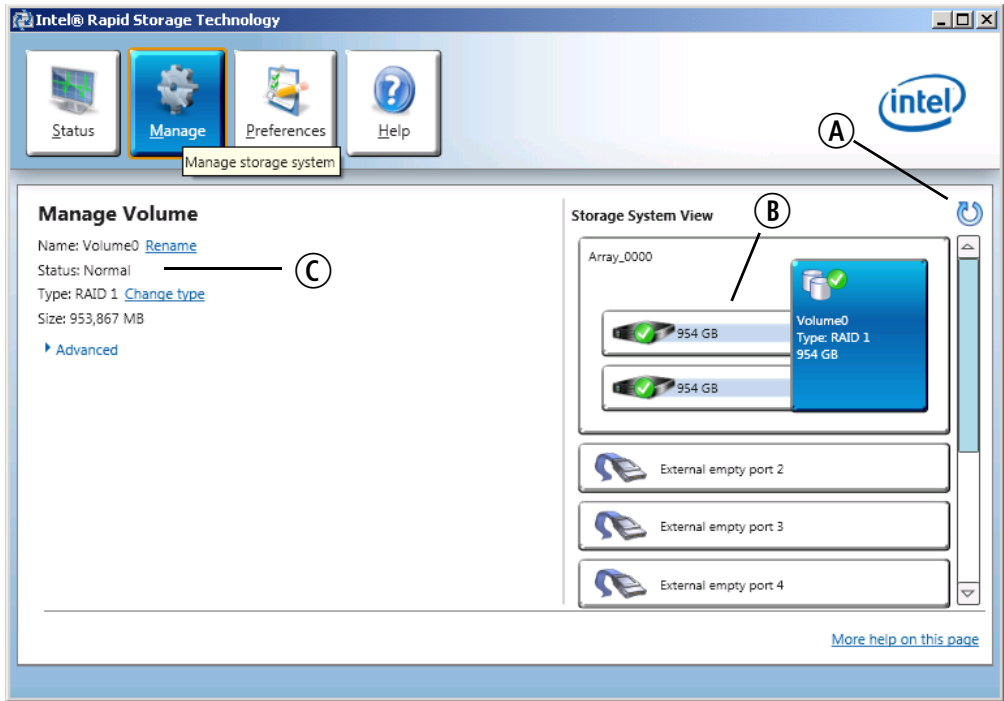 Intel® Rapid Storage Technology
Status
Manage
Preferences
Help
Manage storage system
intel
A
Manage Volume
Name: Volume0 Rename
Status: Normal
Type: RAID 1 Change type
Size: 953,867 MB
Advanced
C
Storage System View
B
Array_0000
954 GB
954 GB
Volume0
Type: RAID 1
954 GB
External empty port 2
External empty port 3
External empty port 4
More help on this page